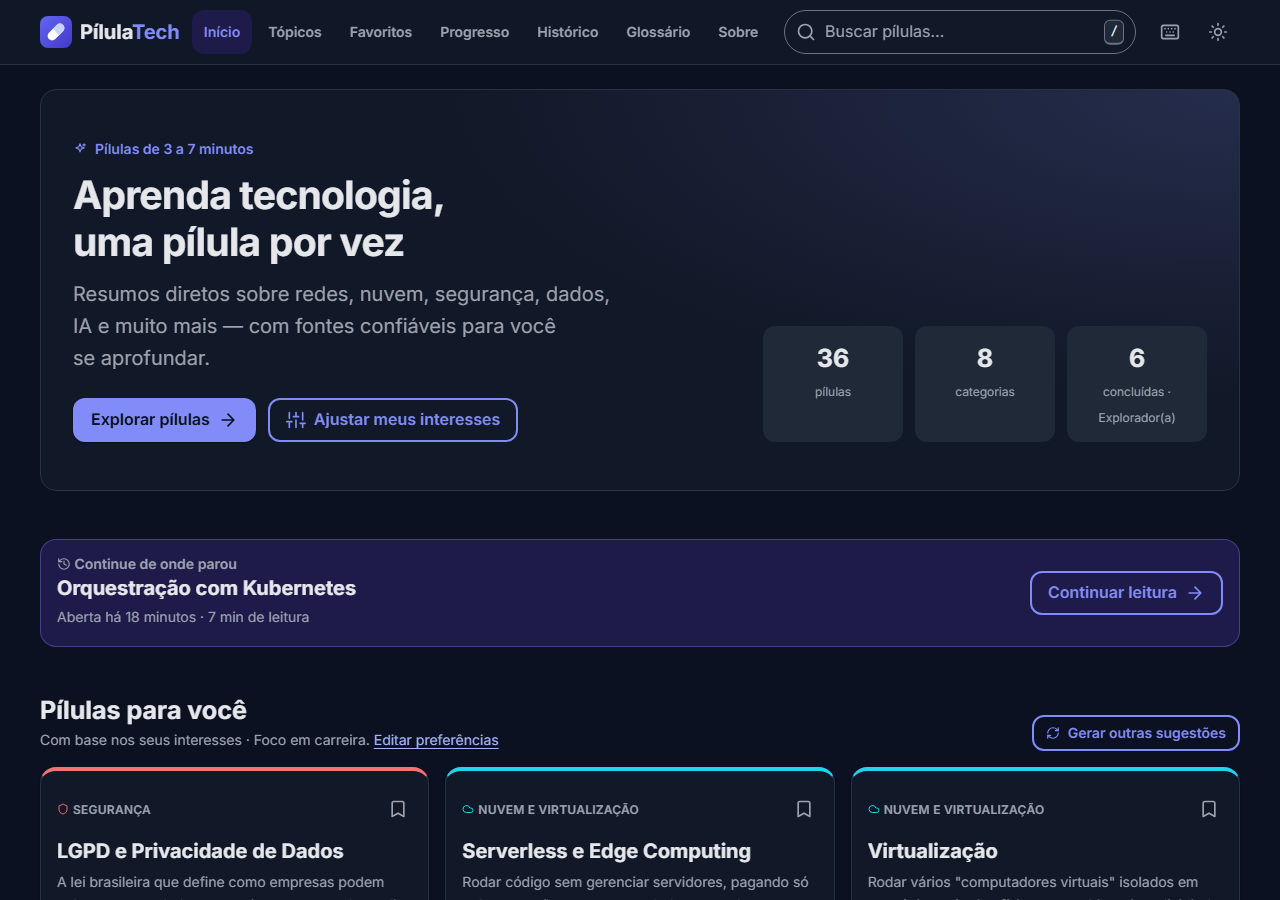 PílulaTech
Início
Tópicos
Favoritos
Progresso
Histórico
Glossário
Sobre
Buscar pílulas...
/
Pílulas de 3 a 7 minutos
Aprenda tecnologia,
uma pílula por vez
Resumos diretos sobre redes, nuvem, segurança, dados,
IA e muito mais — com fontes confiáveis para você
se aprofundar.
Explorar pílulas
Ajustar meus interesses
36
pílulas
8
categorias
6
concluídas ·
Explorador(a)
Continue de onde parou
Orquestração com Kubernetes
Aberta há 18 minutos · 7 min de leitura
Continuar leitura
Pílulas para você
Com base nos seus interesses · Foco em carreira. Editar preferências
Gerar outras sugestões
SEGURANÇA
LGPD e Privacidade de Dados
A lei brasileira que define como empresas podem
NUVEM E VIRTUALIZAÇÃO
Serverless e Edge Computing
Rodar código sem gerenciar servidores, pagando só
NUVEM E VIRTUALIZAÇÃO
Virtualização
Rodar vários "computadores virtuais" isolados em